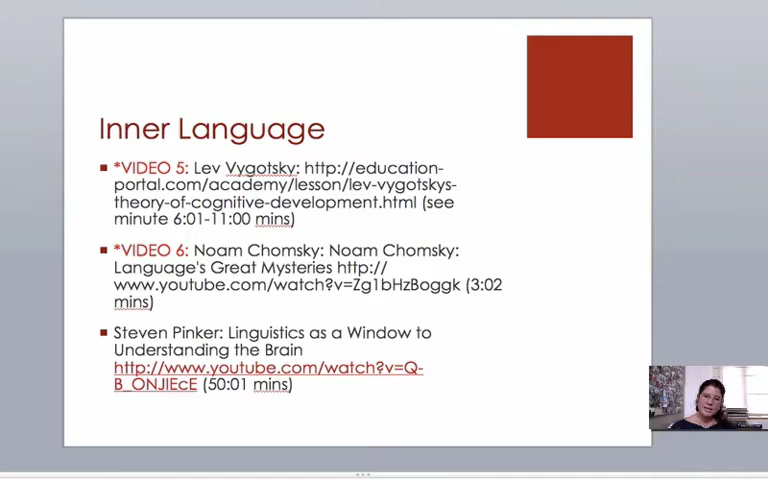 Inner Language
*VIDEO 5: Lev Vygotsky: http://education-
portal.com/academy/lesson/lev-vygotskys-
theory-of-cognitive-development.html (see
minute 6:01-11:00 mins)
*VIDEO 6: Noam Chomsky: Noam Chomsky:
Language's Great Mysteries http://
www.youtube.com/watch?v=Zg1bHzBoggk (3:02
mins)
Steven Pinker: Linguistics as a Window to
Understanding the Brain
http://www.youtube.com/watch?v=Q-
B_ONJIEcE (50:01 mins)